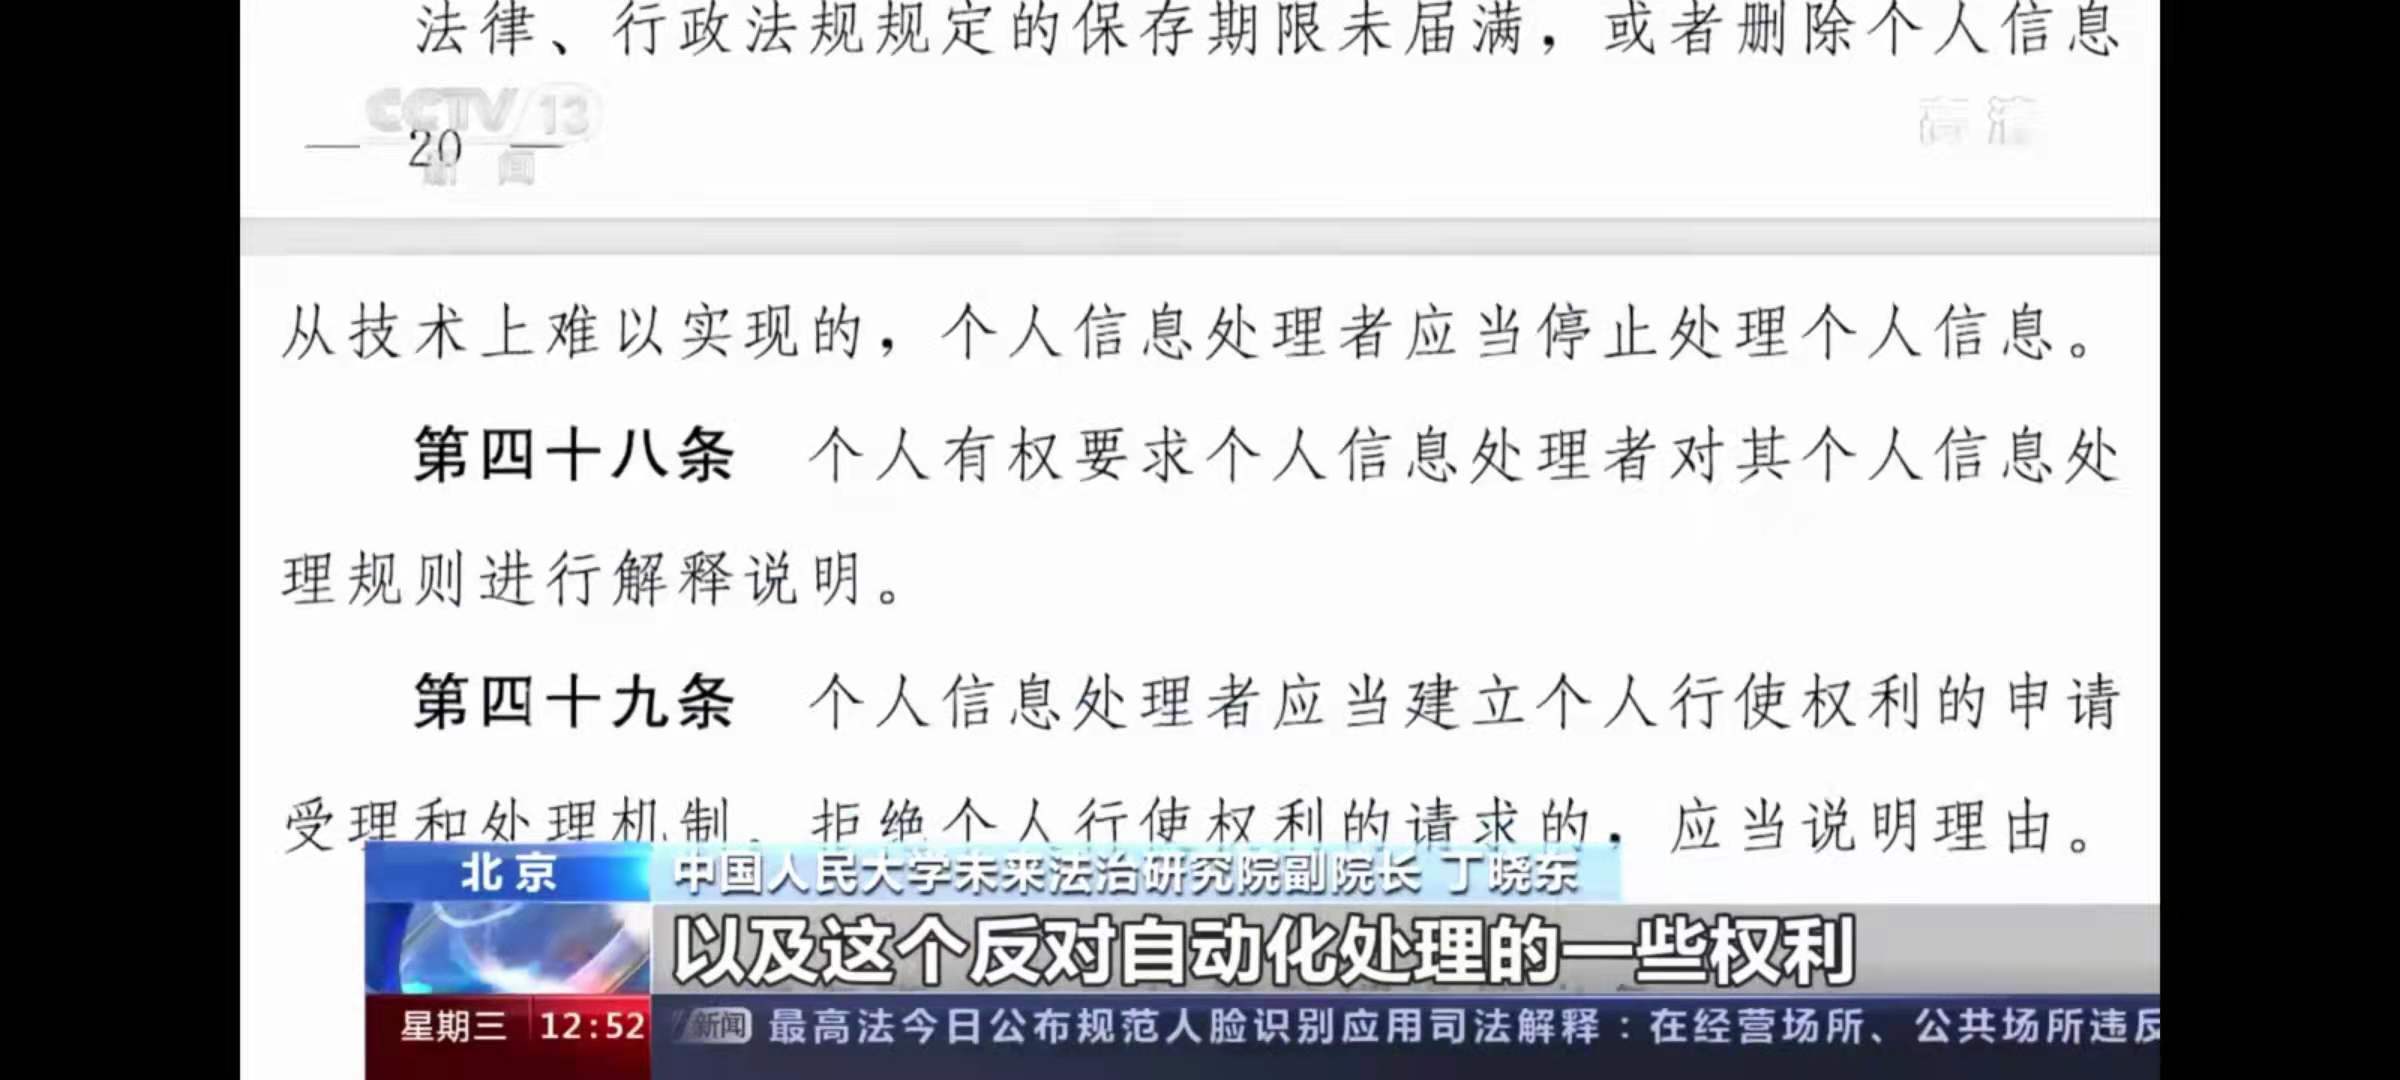 法律、行政法规规定的保存期限未届满，或者删除个人信息
CCTV 13
高清
— 20 —
新闻
从技术上难以实现的，个人信息处理者应当停止处理个人信息。
第四十八条 个人有权要求个人信息处理者对其个人信息处
理规则进行解释说明。
第四十九条 个人信息处理者应当建立个人行使权利的申请
受理和处理机制。拒绝个人行使权利的请求的，应当说明理由。
北京 中国人民大学未来法治研究院副院长 丁晓东
以及这个反对自动化处理的一些权利
星期三 12:52 新闻 最高法今日公布规范人脸识别应用司法解释：在经营场所、公共场所违反